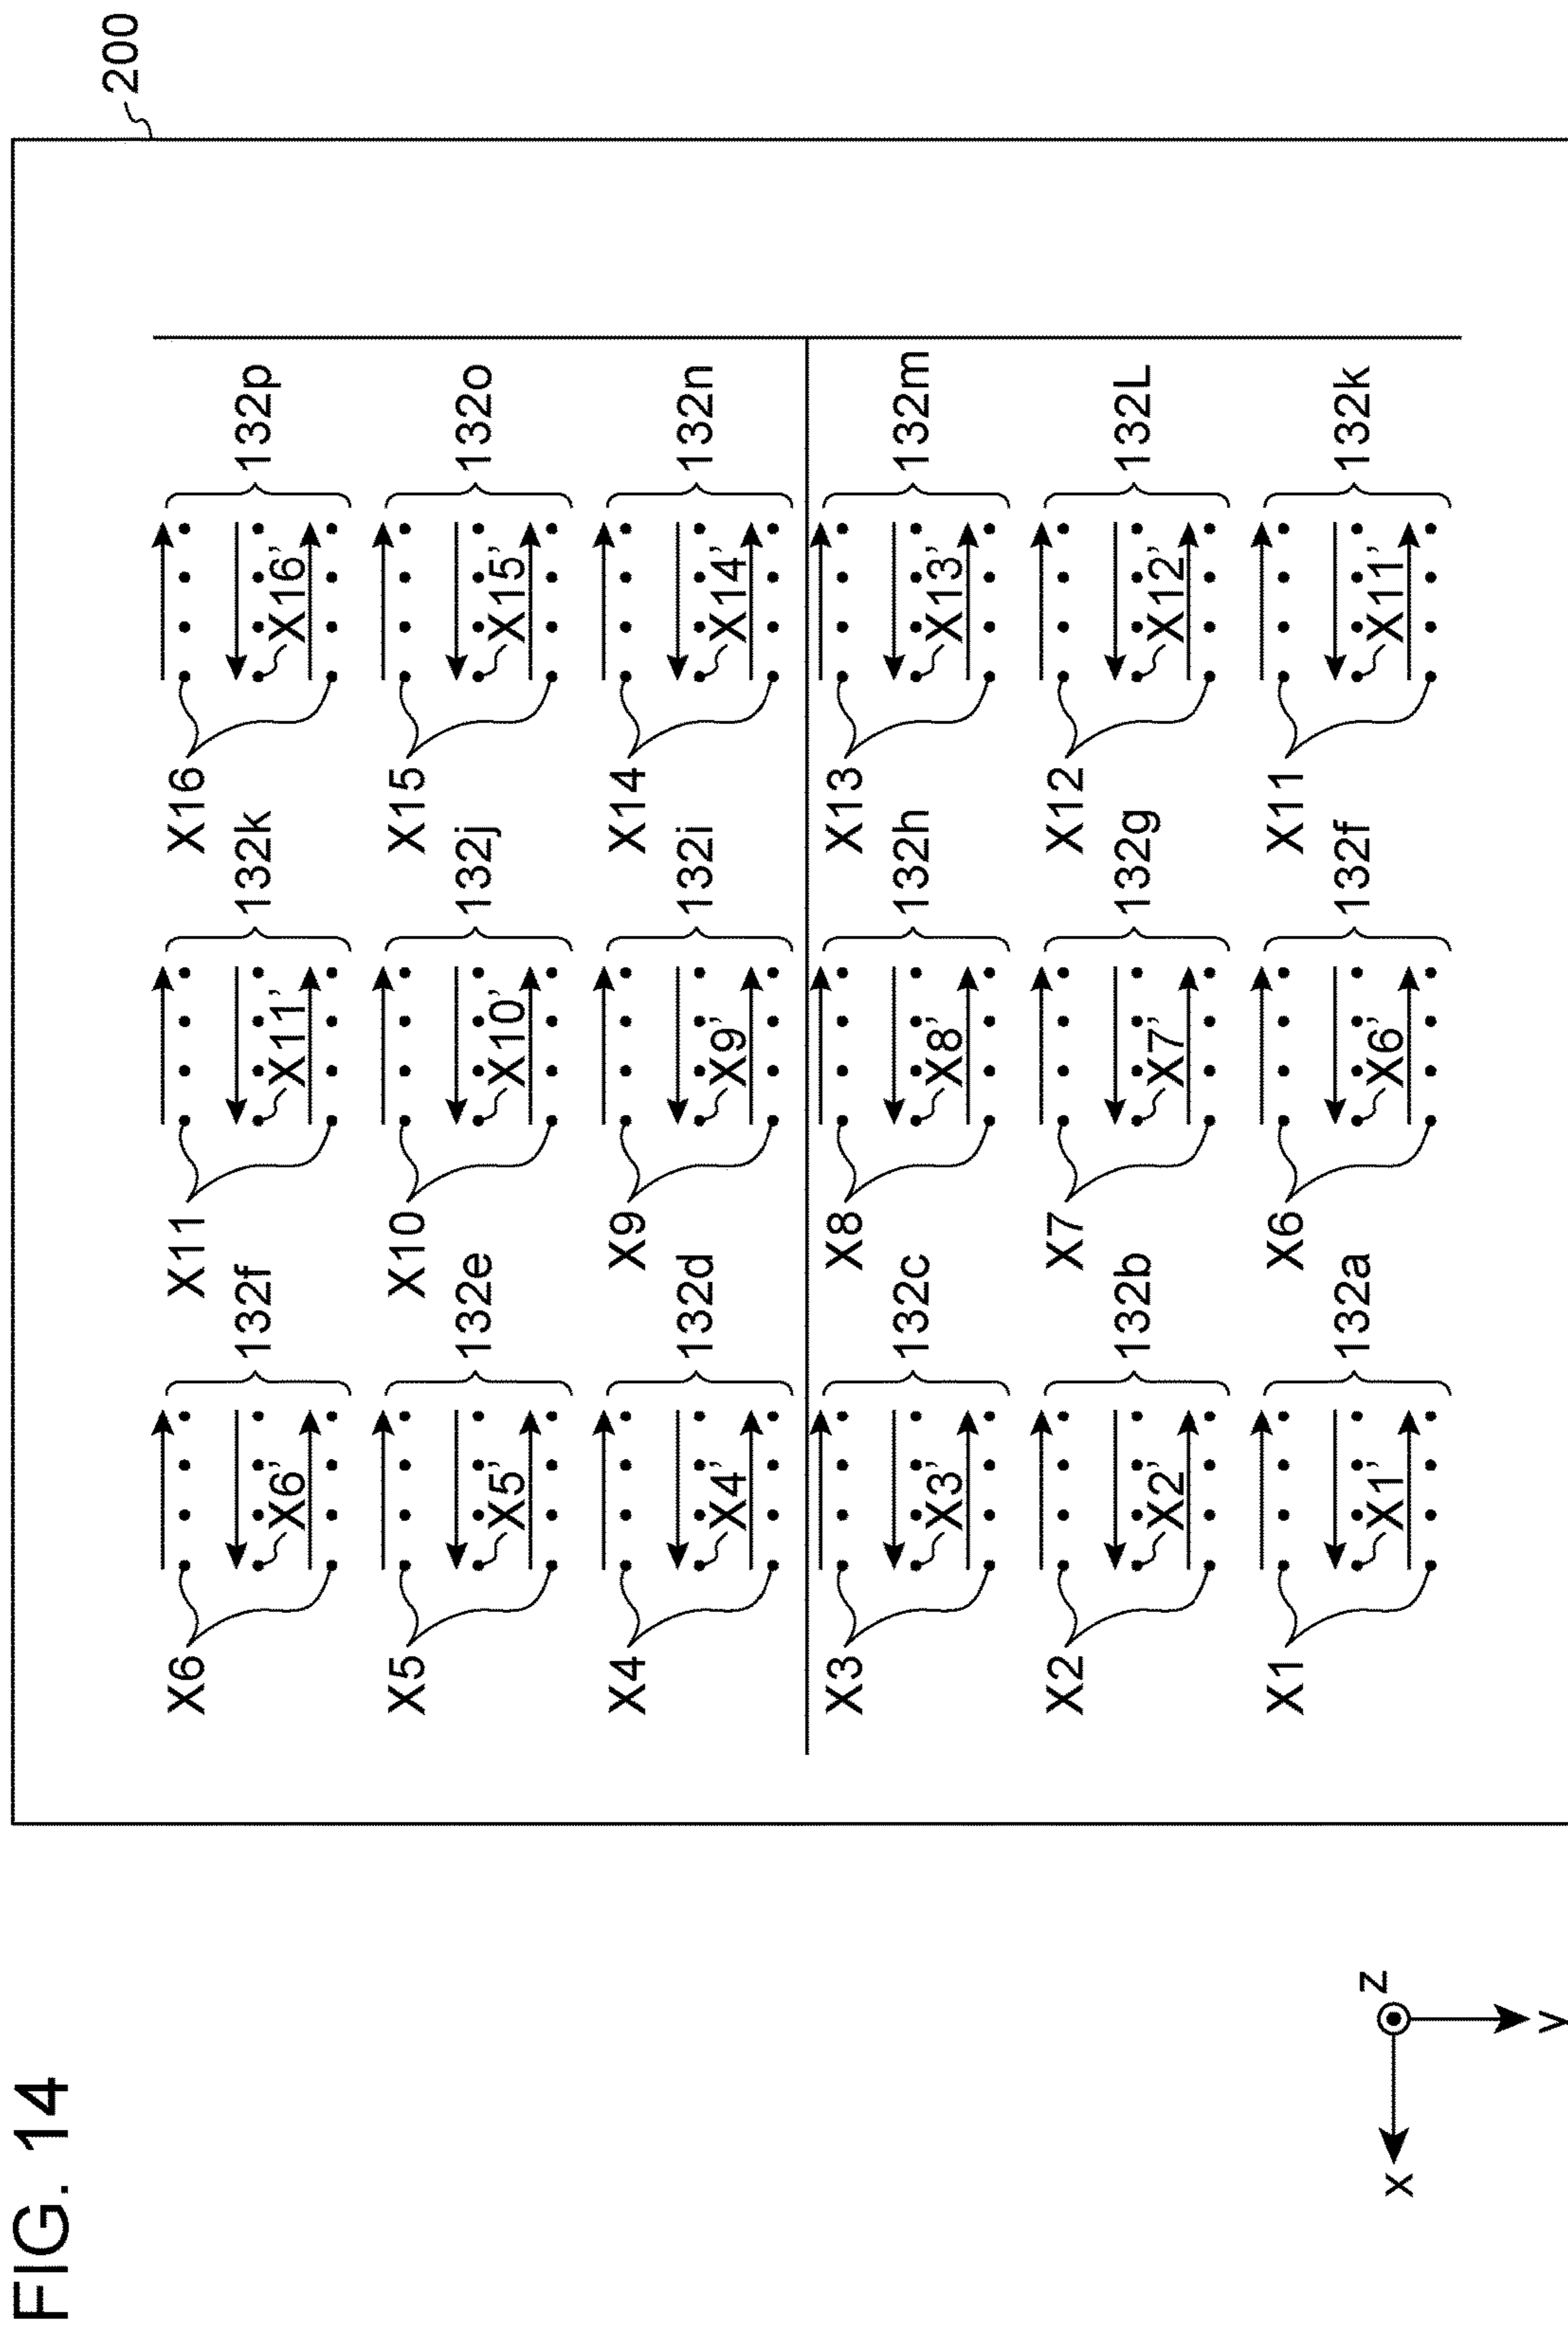 FIG. 14
200
X6 X11 X16
X6' 132f X11' 132k X16' 132p
X5 X10 X15
X5' 132e X10' 132j X15' 132o
X4 X9 X14
X4' 132d X9' 132i X14' 132n
X3 X8 X13
X3' 132c X8' 132h X13' 132m
X2 X7 X12
X2' 132b X7' 132g X12' 132L
X1 X6 X11
X1' 132a X6' 132f X11' 132k
x z
y